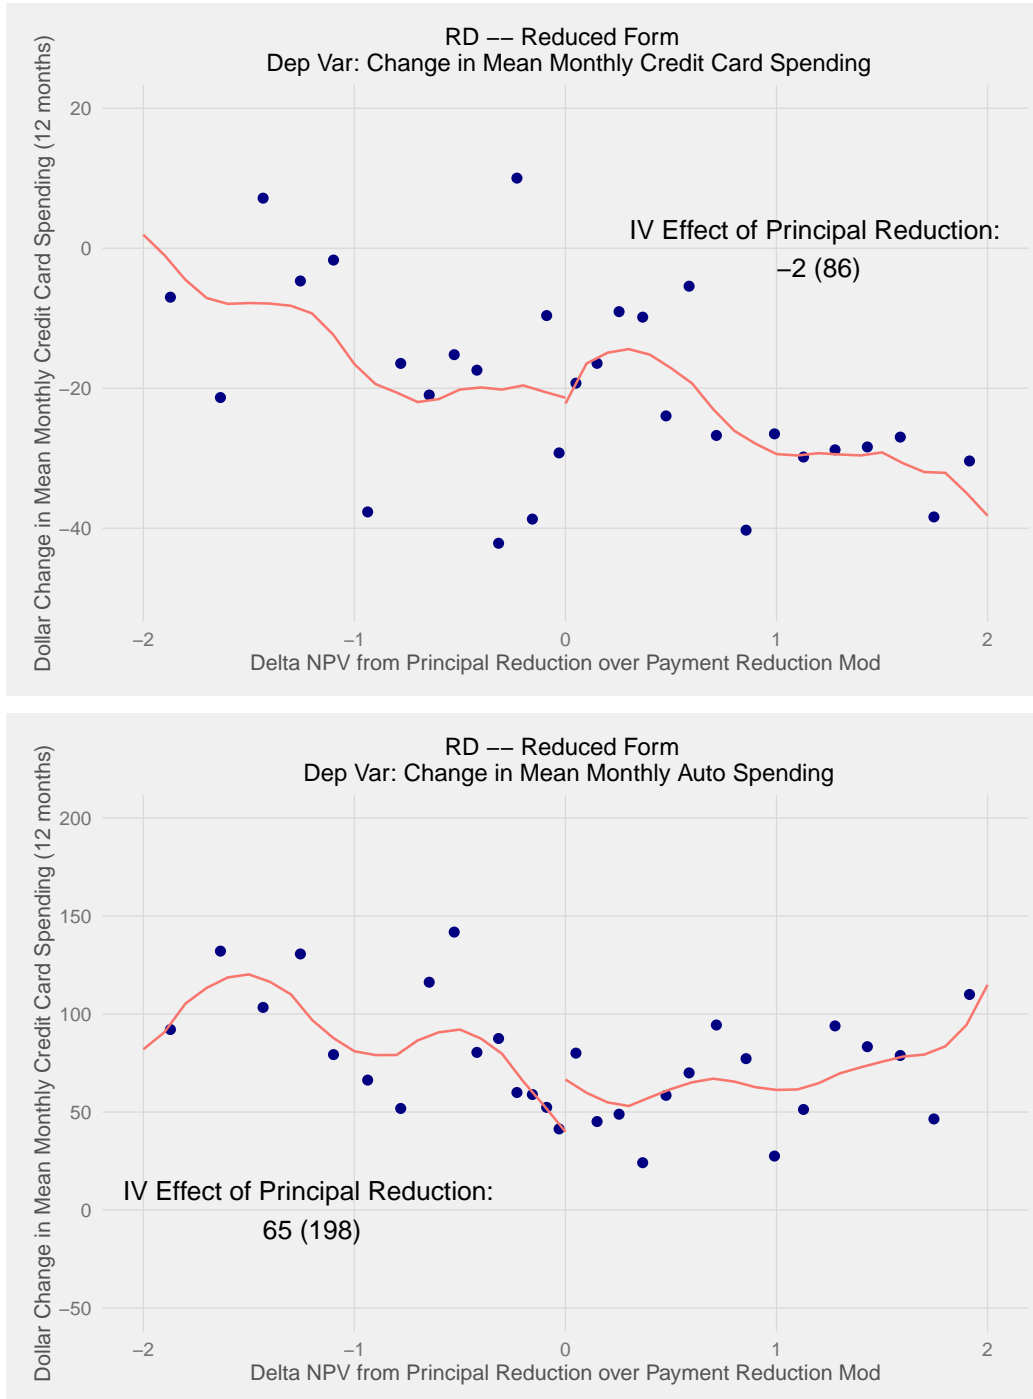 RD −− Reduced Form
Dep Var: Change in Mean Monthly Credit Card Spending
Dollar Change in Mean Monthly Credit Card Spending (12 months)
20
0
−20
−40
IV Effect of Principal Reduction:
−2 (86)
−2
−1
0
1
2
Delta NPV from Principal Reduction over Payment Reduction Mod
RD −− Reduced Form
Dep Var: Change in Mean Monthly Auto Spending
Dollar Change in Mean Monthly Credit Card Spending (12 months)
200
150
100
50
0
−50
IV Effect of Principal Reduction:
65 (198)
−2
−1
0
1
2
Delta NPV from Principal Reduction over Payment Reduction Mod